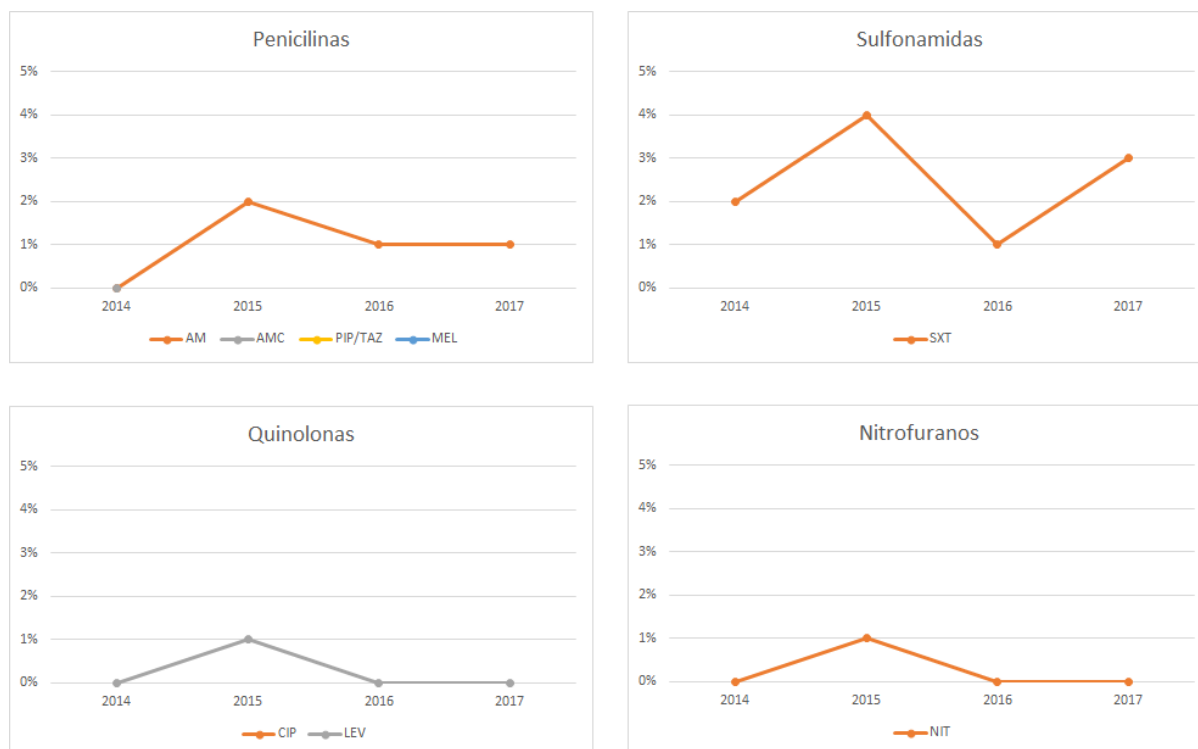 Penicilinas
5%
4%
3%
2%
1%
0%
2014 2015 2016 2017
AM AMC PIP/TAZ MEL
Sulfonamidas
5%
4%
3%
2%
1%
0%
2014 2015 2016 2017
SXT
Quinolonas
5%
4%
3%
2%
1%
0%
2014 2015 2016 2017
CIP LEV
Nitrofuranos
5%
4%
3%
2%
1%
0%
2014 2015 2016 2017
NIT